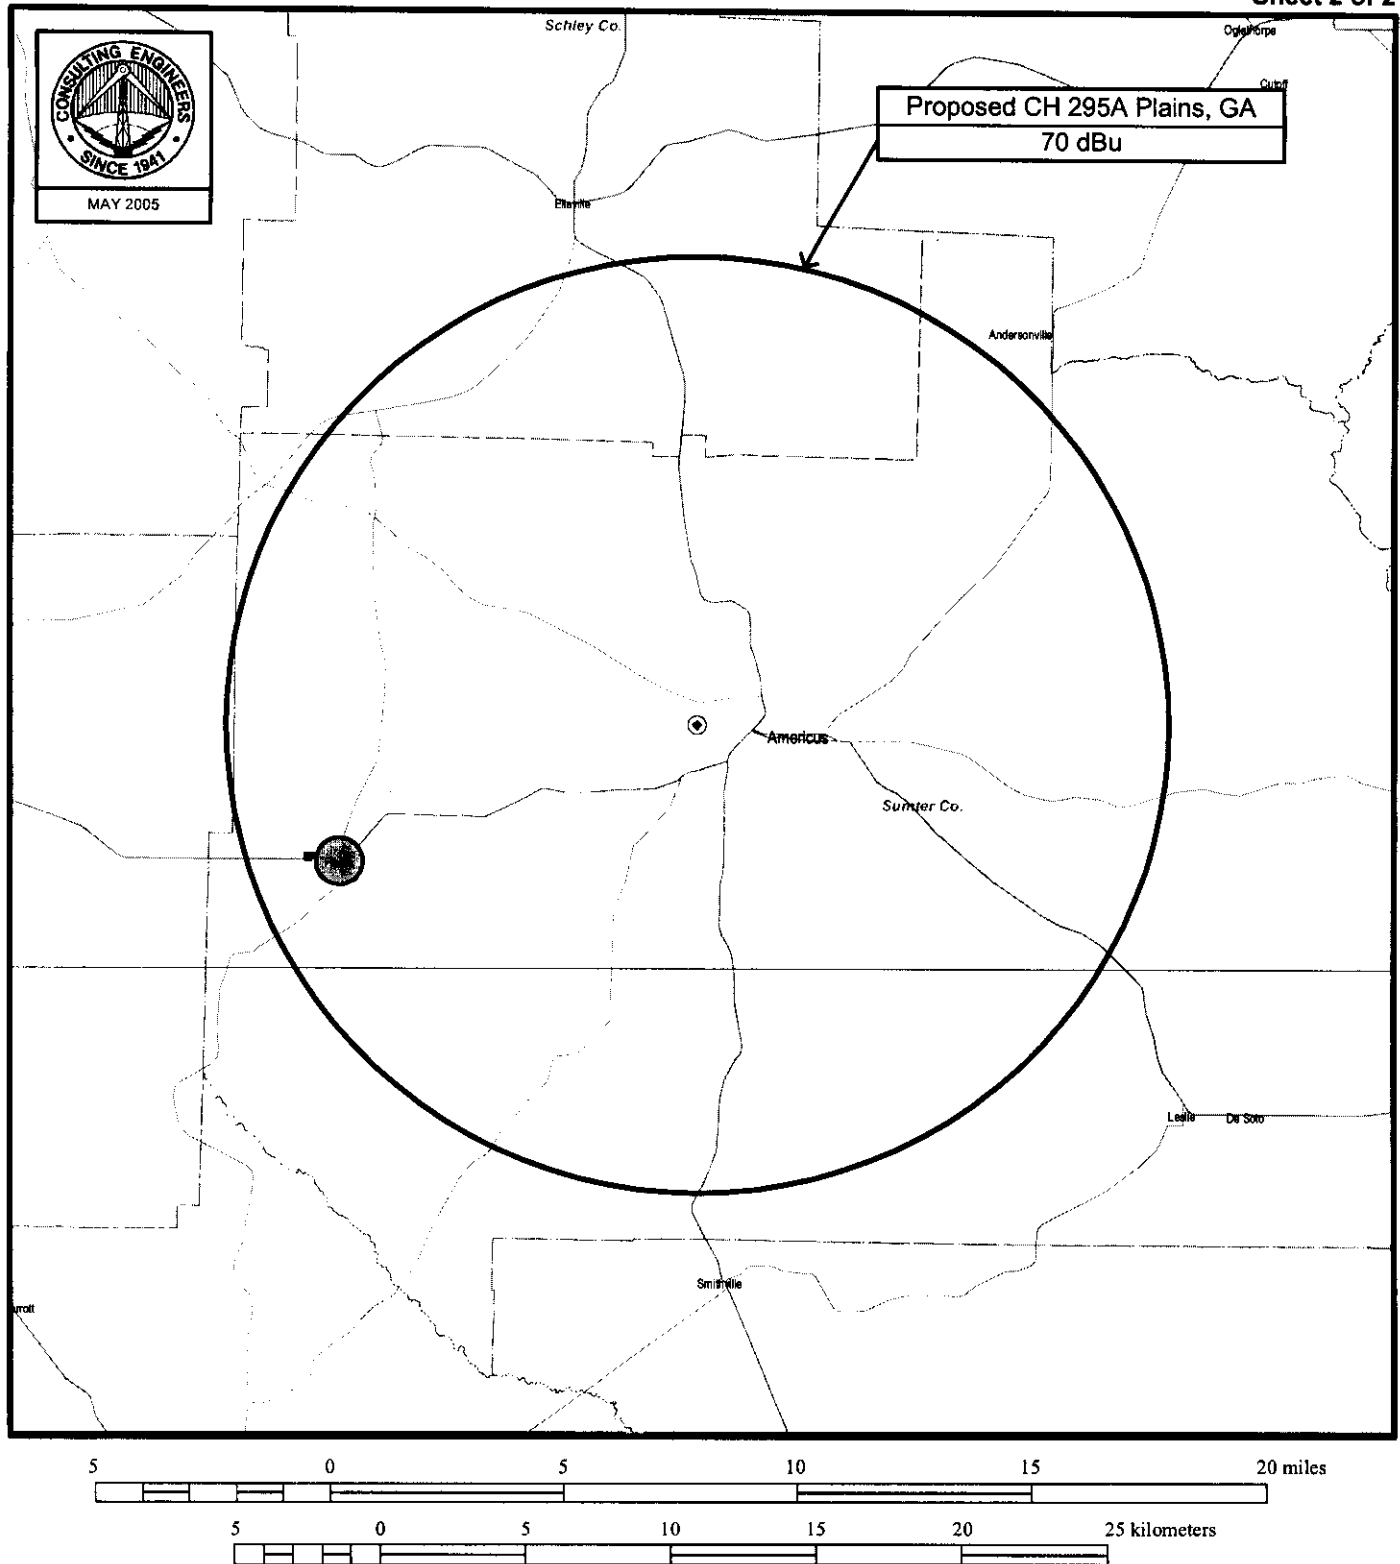 Sheet 2 of 2
Schley Co.
Oglethorpe
CONSULTING ENGINEERS
SINCE 1941
MAY 2005
Cutoff
Proposed CH 295A Plains, GA
70 dBu
Ellaville
Andersonville
Americus
Sumter Co.
Leslie
De Soto
Smithville
5 0 5 10 15 20 miles
5 0 5 10 15 20 25 kilometers